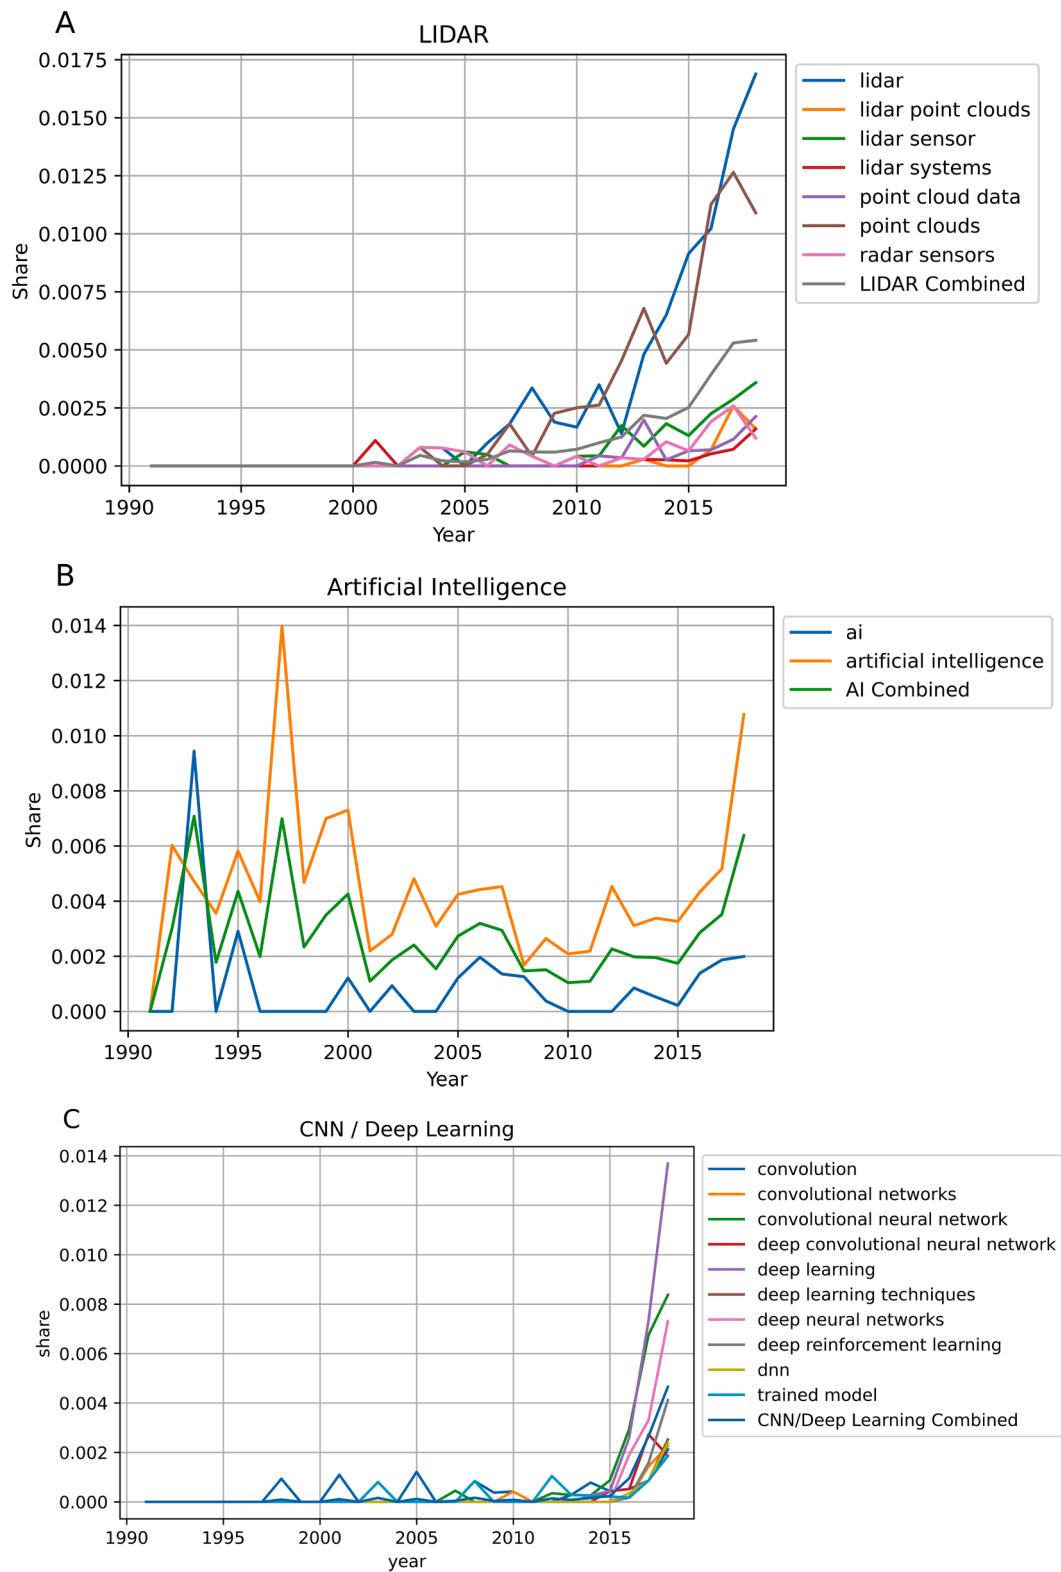 A
LIDAR
0.0175
0.0150
0.0125
0.0100
0.0075
0.0050
0.0025
0.0000
Share
1990 1995 2000 2005 2010 2015
Year
lidar
lidar point clouds
lidar sensor
lidar systems
point cloud data
point clouds
radar sensors
LIDAR Combined
B
Artificial Intelligence
0.014
0.012
0.010
0.008
0.006
0.004
0.002
0.000
Share
1990 1995 2000 2005 2010 2015
Year
ai
artificial intelligence
AI Combined
C
CNN / Deep Learning
0.014
0.012
0.010
0.008
0.006
0.004
0.002
0.000
share
1990 1995 2000 2005 2010 2015
year
convolution
convolutional networks
convolutional neural network
deep convolutional neural network
deep learning
deep learning techniques
deep neural networks
deep reinforcement learning
dnn
trained model
CNN/Deep Learning Combined